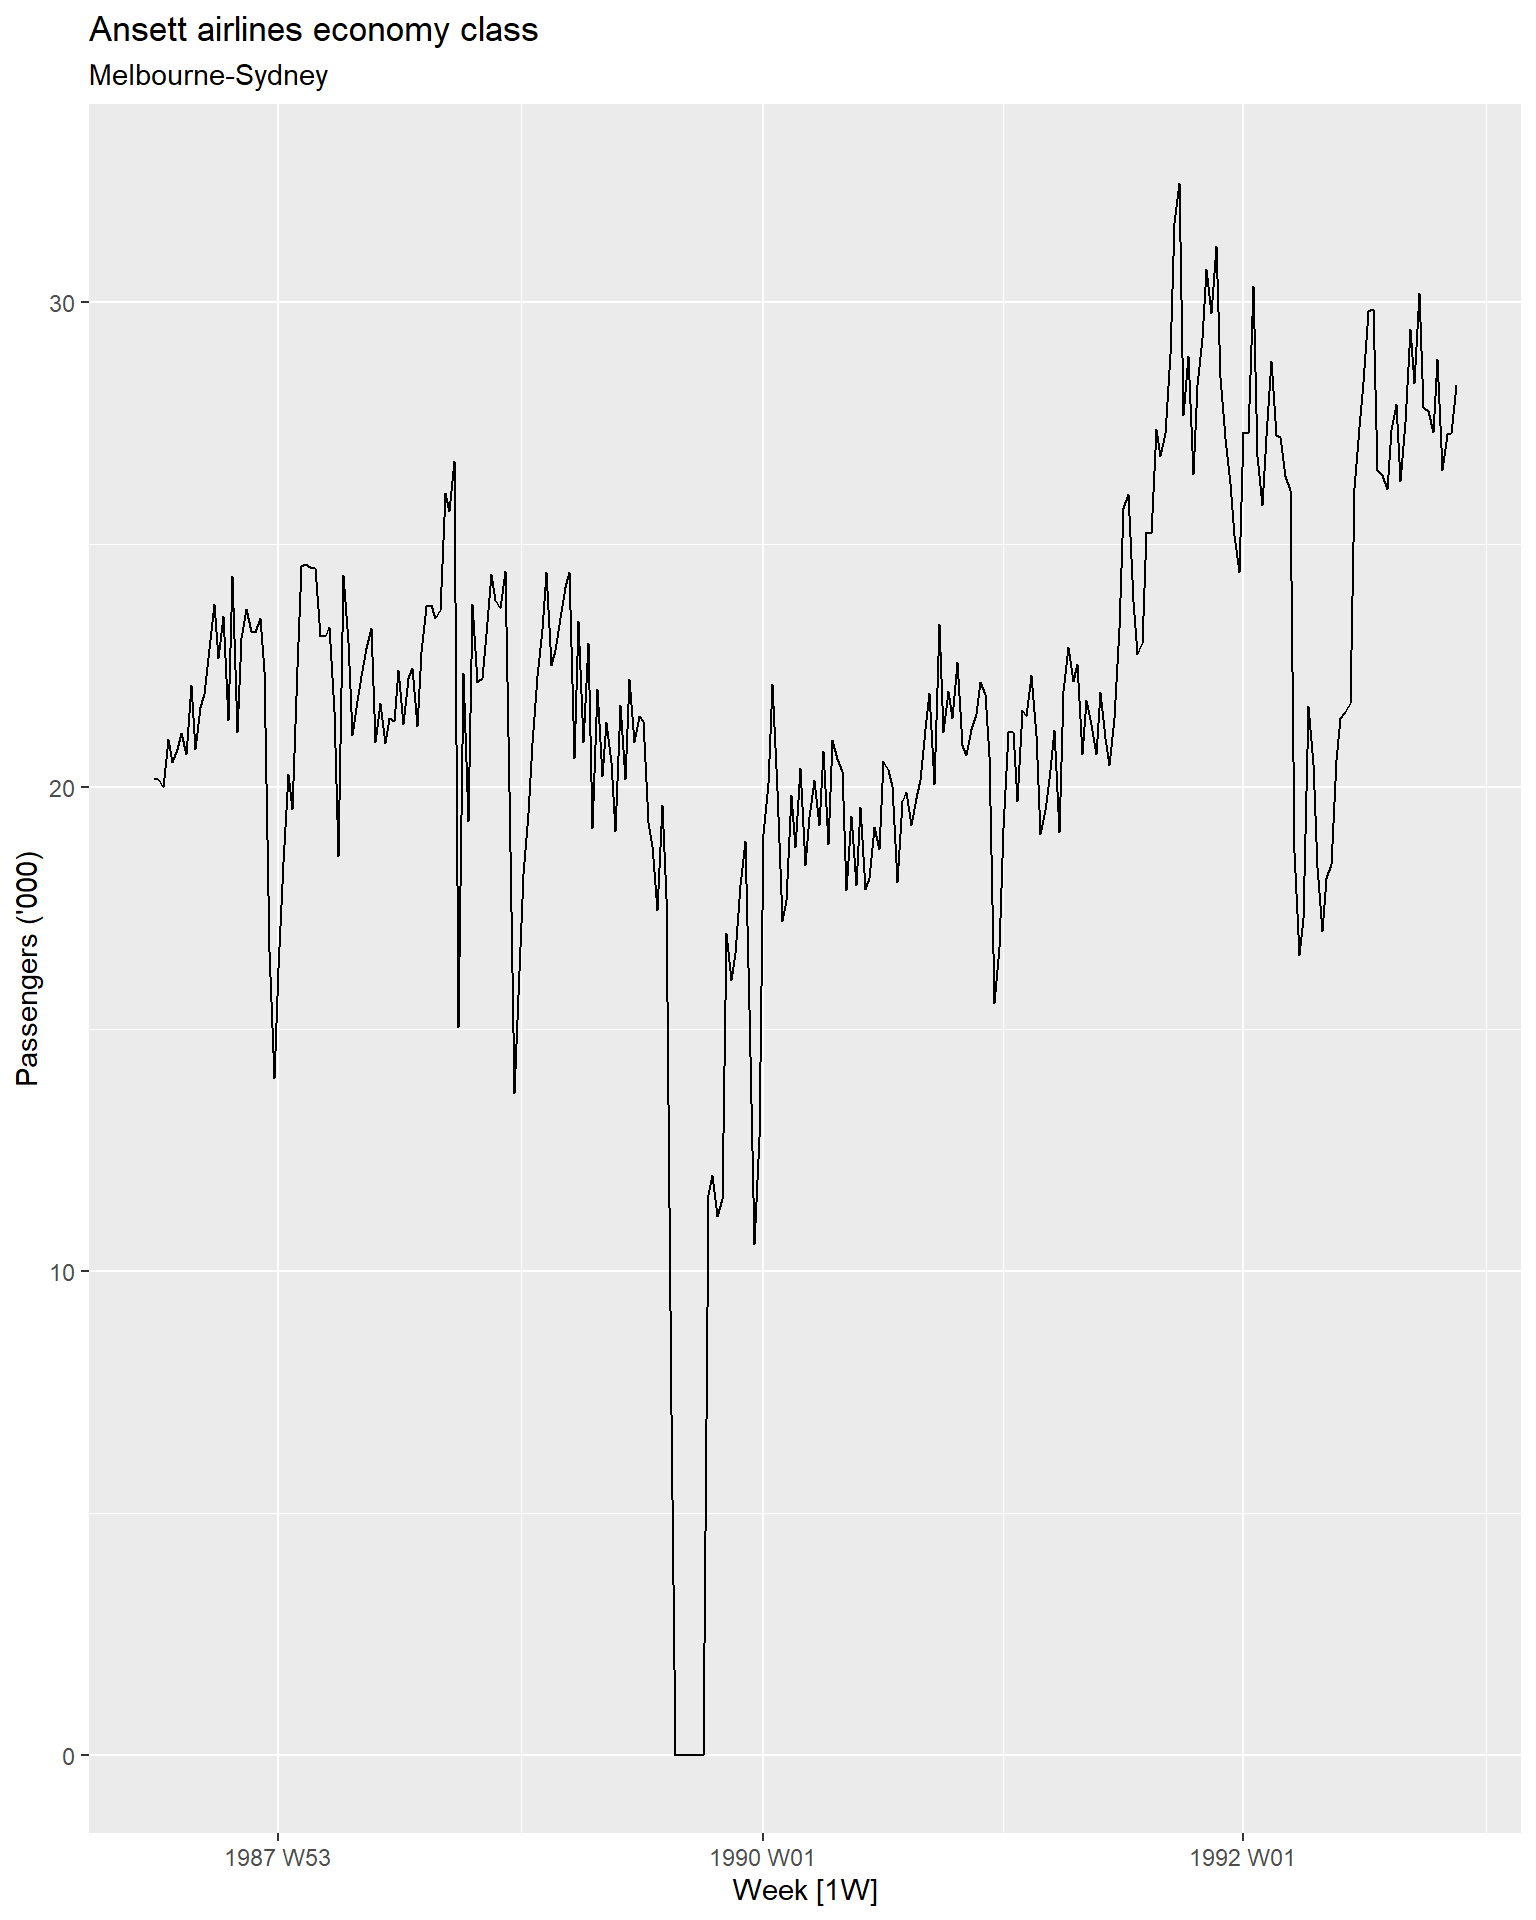 Ansett airlines economy class
Melbourne-Sydney
Passengers ('000)
30
20
10
0
1987 W53
1990 W01
1992 W01
Week [1W]